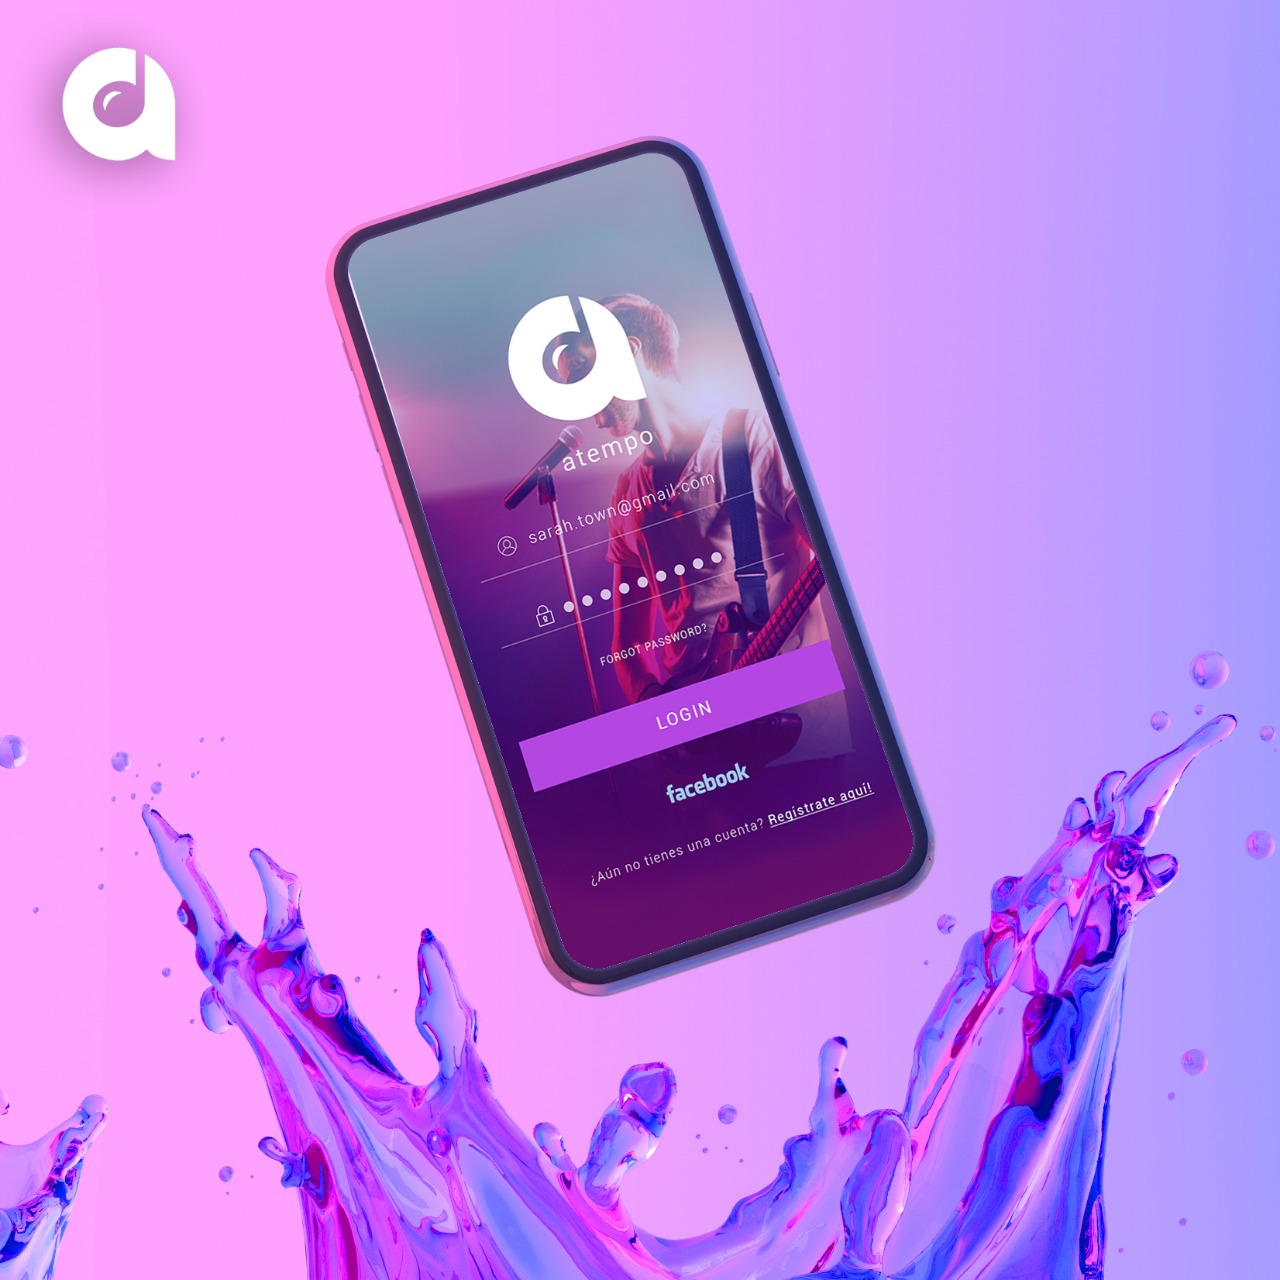 atempo
sarah.town@gmail.com
FORGOT PASSWORD?
LOGIN
facebook
¿Aún no tienes una cuenta? Regístrate aquí!